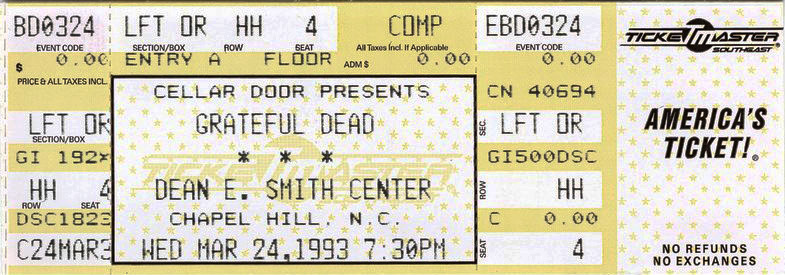 BD0324 LFT OR HH 4 COMP EBD0324
EVENT CODE SECTION/BOX ROW SEAT All Taxes Incl. If Applicable EVENT CODE
$ 0.00 ENTRY A FLOOR ADM $ 0.00 0.00
PRICE & ALL TAXES INCL. CELLAR DOOR PRESENTS CN 40694
LFT OR GRATEFUL DEAD SEC. LFT OR
SECTION/BOX
GI 192* * * * GI500DSC
TICKETMASTER
HH 4 DEAN E. SMITH CENTER ROW HH
ROW SEAT
DSC1823 CHAPEL HILL, N.C. C 0.00
C24MAR3 WED MAR 24,1993 7:30PM SEAT 4
TICKETMASTER
SOUTHEAST
AMERICA'S
TICKET!®
NO REFUNDS
NO EXCHANGES